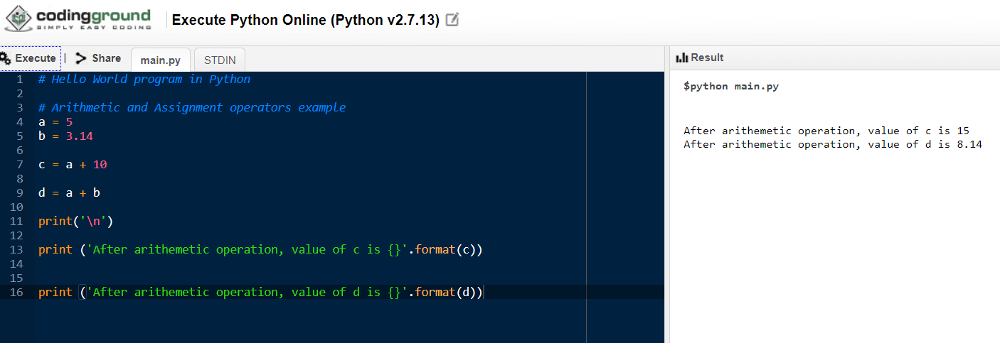 codingground
SIMPLY EASY CODING
Execute Python Online (Python v2.7.13)
Execute | Share main.py STDIN
Result
1 # Hello World program in Python
2
3 # Arithmetic and Assignment operators example
4 a = 5
5 b = 3.14
6
7 c = a + 10
8
9 d = a + b
10
11 print('\n')
12
13 print ('After arithemetic operation, value of c is {}'.format(c))
14
15
16 print ('After arithemetic operation, value of d is {}'.format(d))
$python main.py
After arithemetic operation, value of c is 15
After arithemetic operation, value of d is 8.14